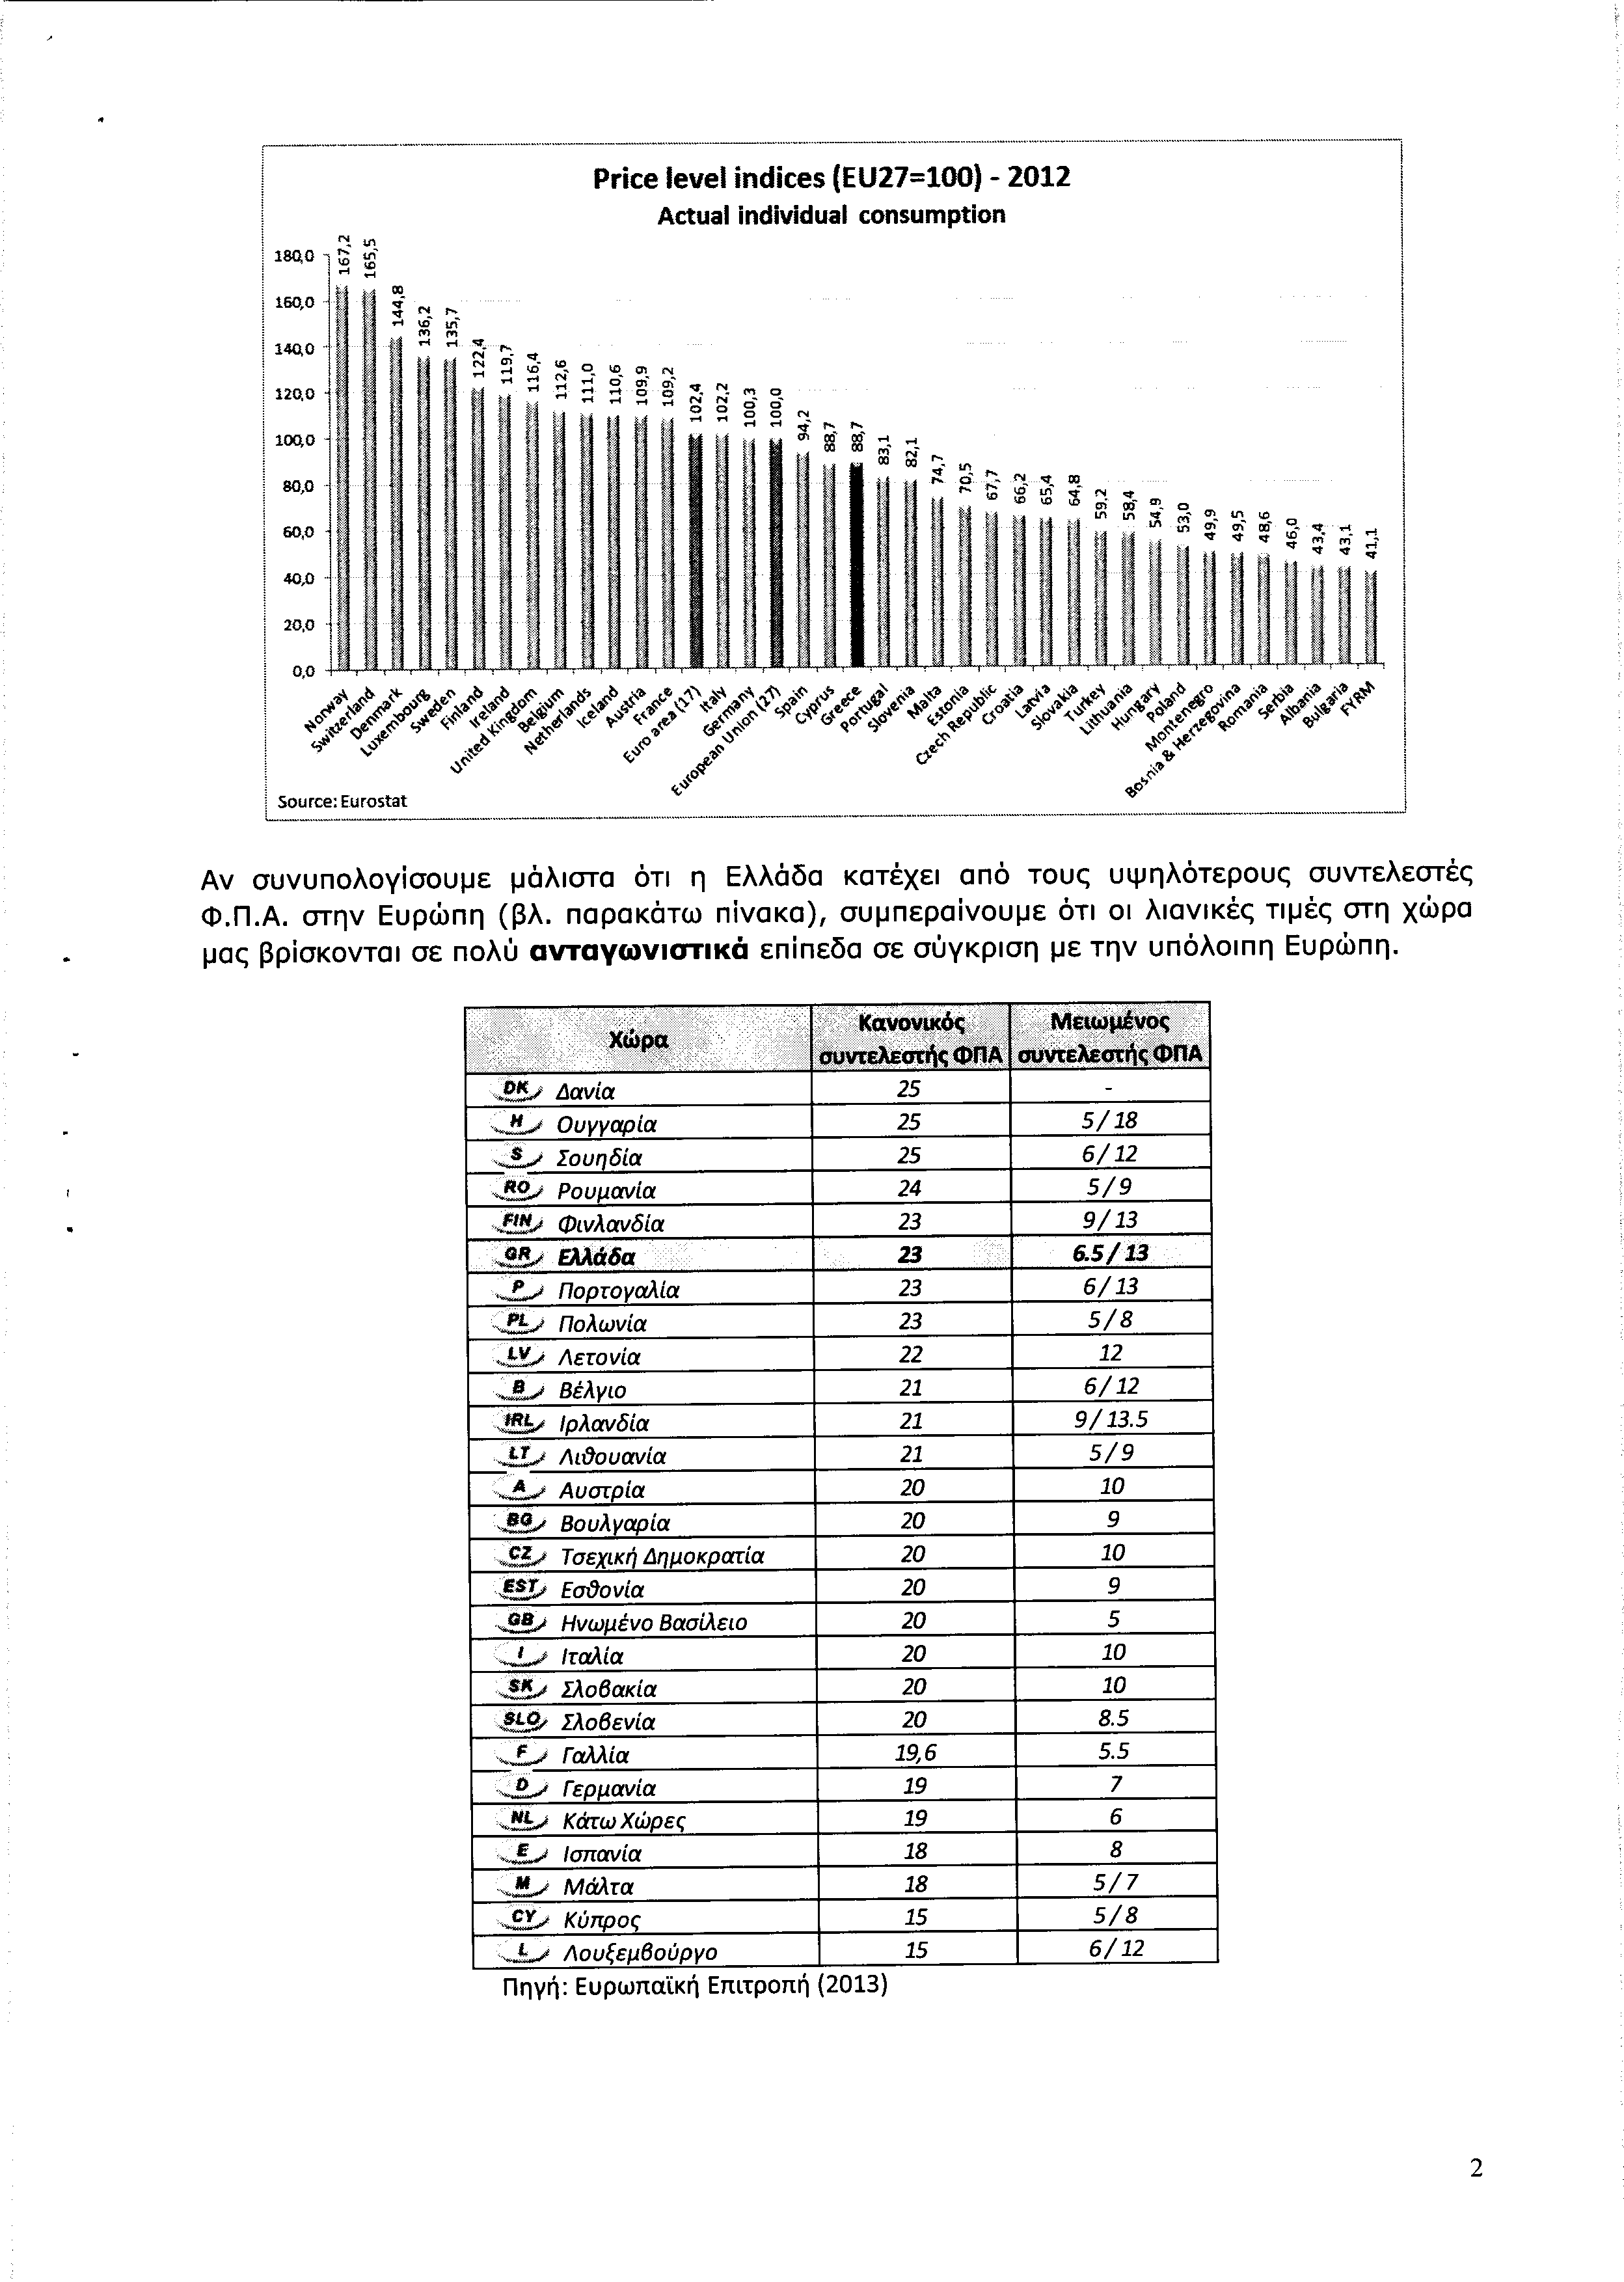 Price level indices (EU27=100) - 2012
Actual individual consumption
180,0
160,0
140,0
120,0
100,0
80,0
60,0
40,0
20,0
0,0
167,2
165,5
144,8
136,2
135,7
122,4
119,7
116,4
112,6
111,0
110,6
109,9
109,2
102,4
102,2
100,3
100,0
94,2
88,7
88,7
83,1
82,1
74,7
70,5
67,7
66,2
65,4
64,8
59,2
58,4
54,9
53,0
49,9
49,5
48,6
46,0
43,4
43,1
41,1
Norway
Switzerland
Denmark
Luxembourg
Sweden
Finland
Ireland
United Kingdom
Belgium
Netherlands
Iceland
Austria
France
Euro area (17)
Italy
Germany
European Union (27)
Spain
Cyprus
Greece
Portugal
Slovenia
Malta
Estonia
Czech Republic
Croatia
Latvia
Slovakia
Turkey
Lithuania
Hungary
Poland
Montenegro
Bosnia & Herzegovina
Romania
Serbia
Albania
Bulgaria
FYRM
Source: Eurostat
Αν συνυπολογίσουμε μάλιστα ότι η Ελλάδα κατέχει από τους υψηλότερους συντελεστές
Φ.Π.Α. στην Ευρώπη (βλ. παρακάτω πίνακα), συμπεραίνουμε ότι οι λιανικές τιμές στη χώρα
μας βρίσκονται σε πολύ ανταγωνιστικά επίπεδα σε σύγκριση με την υπόλοιπη Ευρώπη.
Χώρα Κανονικός συντελεστής ΦΠΑ Μειωμένος συντελεστής ΦΠΑ
DK Δανία 25 -
H Ουγγαρία 25 5/ 18
S Σουηδία 25 6/ 12
RO Ρουμανία 24 5/ 9
FIN Φινλανδία 23 9/ 13
GR Ελλάδα 23 6.5/ 13
P Πορτογαλία 23 6/ 13
PL Πολωνία 23 5/ 8
LV Λετονία 22 12
B Βέλγιο 21 6/ 12
IRL Ιρλανδία 21 9/ 13.5
LT Λιθουανία 21 5/ 9
A Αυστρία 20 10
BG Βουλγαρία 20 9
CZ Τσεχική Δημοκρατία 20 10
EST Εσθονία 20 9
GB Ηνωμένο Βασίλειο 20 5
I Ιταλία 20 10
SK Σλοβακία 20 10
SLO Σλοβενία 20 8.5
F Γαλλία 19,6 5.5
D Γερμανία 19 7
NL Κάτω Χώρες 19 6
E Ισπανία 18 8
M Μάλτα 18 5/ 7
CY Κύπρος 15 5/ 8
L Λουξεμβούργο 15 6/ 12
Πηγή: Ευρωπαϊκή Επιτροπή (2013)
2